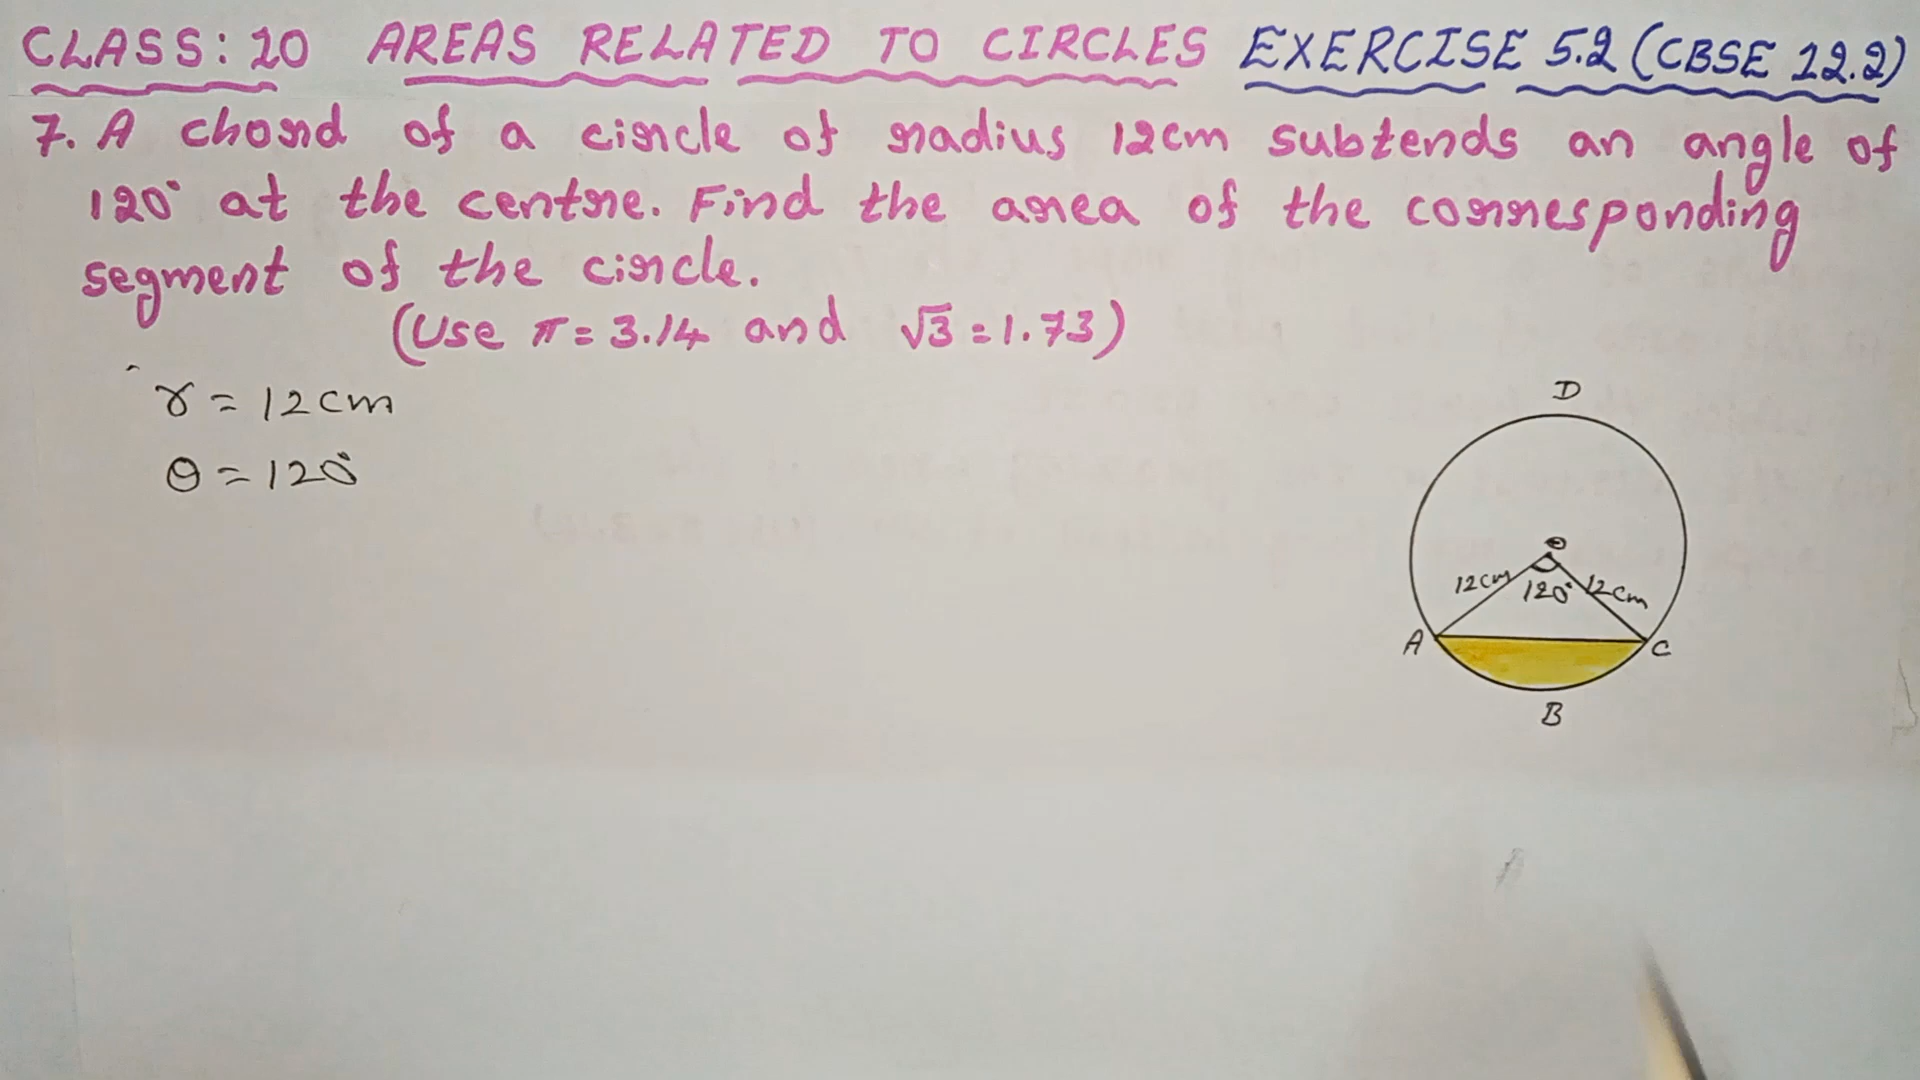 CLASS: 10 AREAS RELATED TO CIRCLES EXERCISE 5.2 (CBSE 12.2)
7. A chord of a circle of radius 12cm subtends an angle of
120° at the centre. Find the area of the corresponding
segment of the circle.
(Use π = 3.14 and √3 = 1.73)
r = 12cm
θ = 120°
D
O
12cm 120° 12cm
A C
B